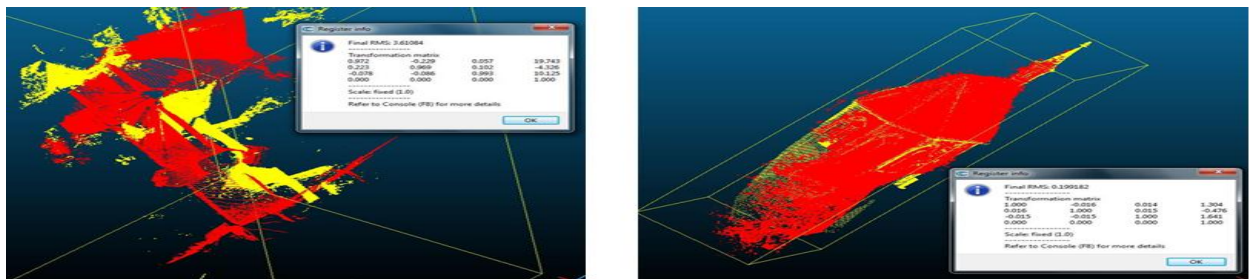 Register info
Final RMS: 3.61084
------------------
Transformation matrix
0.972 -0.229 0.057 19.743
0.223 0.969 0.102 -4.326
-0.078 -0.086 0.993 10.125
0.000 0.000 0.000 1.000
------------------
Scale: fixed (1.0)
------------------
Refer to Console (F8) for more details
OK
Register info
Final RMS: 0.199182
------------------
Transformation matrix
1.000 -0.016 0.014 1.304
0.016 1.000 0.015 -0.476
-0.015 -0.015 1.000 1.641
0.000 0.000 0.000 1.000
------------------
Scale: fixed (1.0)
------------------
Refer to Console (F8) for more details
OK